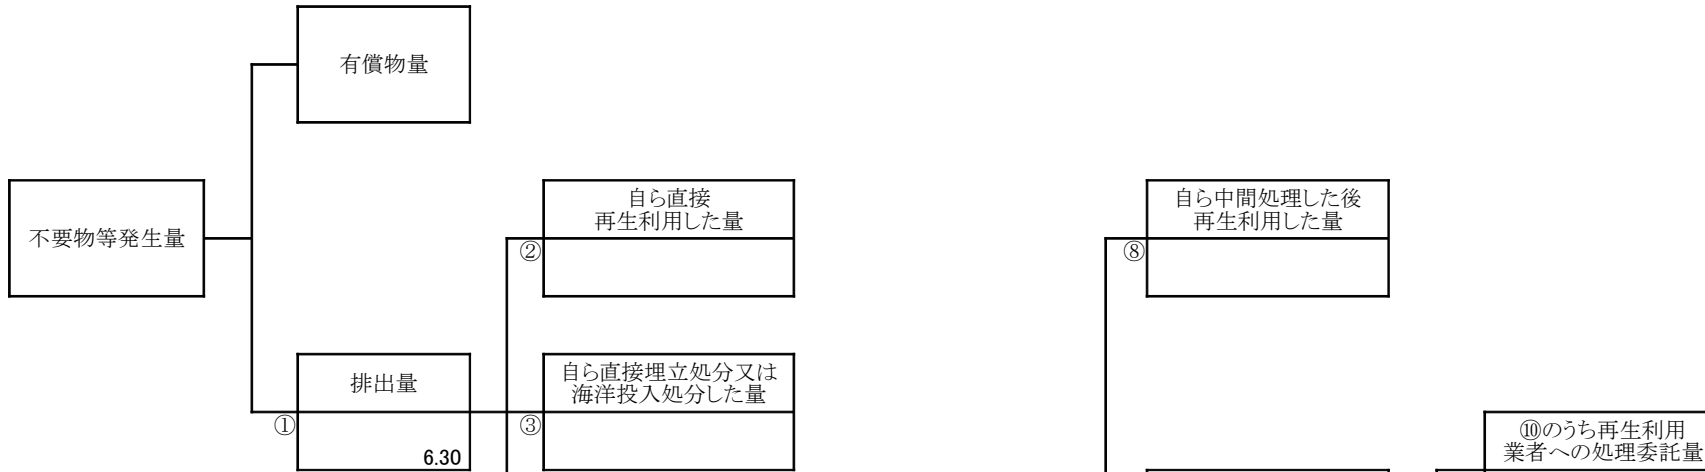 有償物量
不要物等発生量
自ら直接
再生利用した量
②
自ら中間処理した後
再生利用した量
⑧
排出量
①
6.30
自ら直接埋立処分又は
海洋投入処分した量
③
⑩のうち再生利用
業者への処理委託量